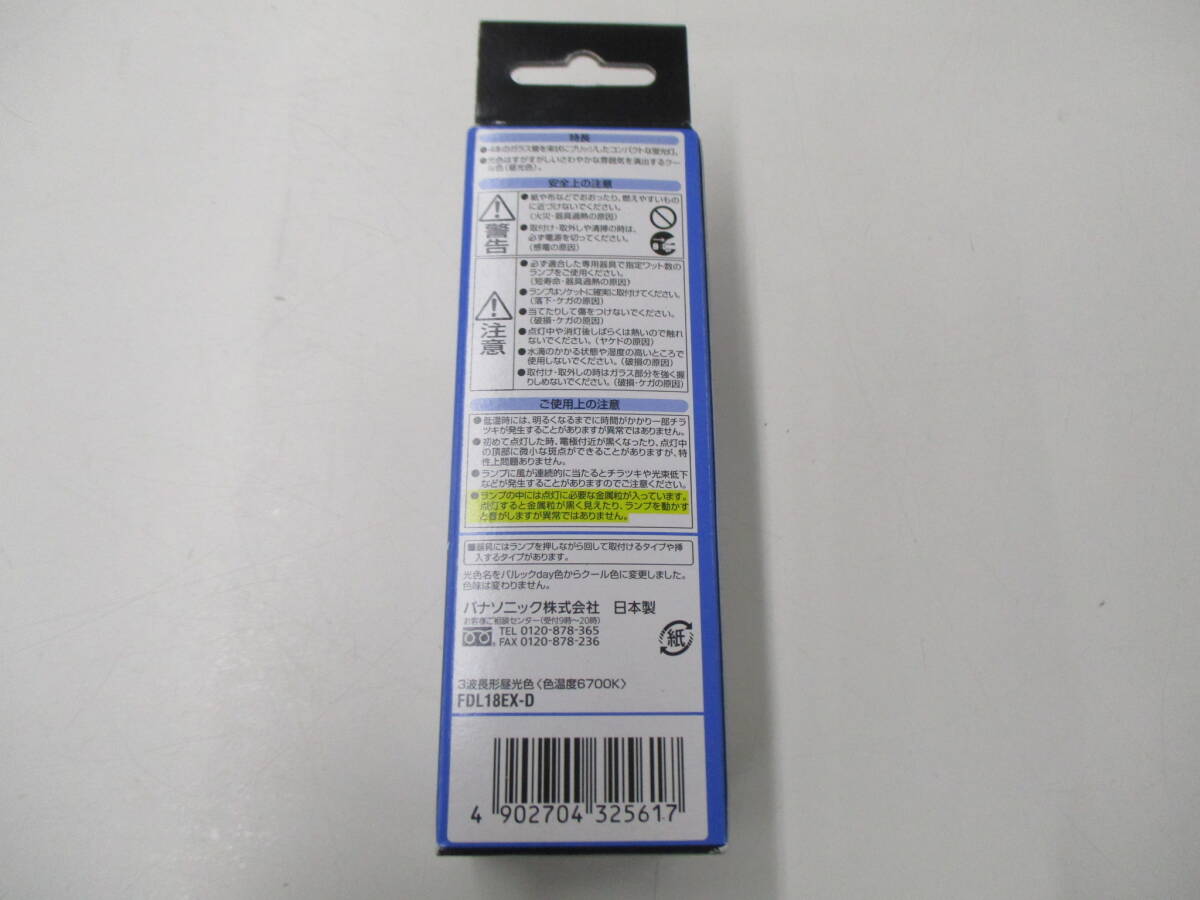 特長
●4本のガラス管を束状にブリッジしたコンパクトな蛍光灯。
●光色はすがすがしいさわやかな雰囲気を演出するクー
ル色(昼光色)。
安全上の注意
警告
●紙や布などでおおったり、燃えやすいもの
に近づけないでください。
(火災・器具過熱の原因)
●取付け・取外しや清掃の時は、
必ず電源を切ってください。
(感電の原因)
注意
●必ず適合した専用器具で指定ワット数の
ランプをご使用ください。
(短寿命・器具過熱の原因)
●ランプはソケットに確実に取付けてください。
(落下・ケガの原因)
●当てたりして傷をつけないでください。
(破損・ケガの原因)
●点灯中や消灯後しばらくは熱いので触れ
ないでください。(ヤケドの原因)
●水滴のかかる状態や湿度の高いところで
使用しないでください。(破損の原因)
●取付け・取外しの時はガラス部分を強く握
りしめないでください。(破損・ケガの原因)
ご使用上の注意
●低温時には、明るくなるまでに時間がかかり一部チラ
ツキが発生することがありますが異常ではありません。
●初めて点灯した時、電極付近が黒くなったり、点灯中
の頂部に微小な斑点ができることがありますが、特
性上問題ありません。
●ランプに風が連続的に当たるとチラツキや光束低下
などが発生することがありますのでご注意ください。
●ランプの中には点灯に必要な金属粒が入っています。
点灯すると金属粒が黒く見えたり、ランプを動かす
と音がしますが異常ではありません。
■器具にはランプを押しながら回して取付けるタイプや挿
入するタイプがあります。
光色名をパルックday色からクール色に変更しました。
色味は変わりません。
パナソニック株式会社 日本製
お客様ご相談センター(受付9時～20時)
TEL 0120-878-365
FAX 0120-878-236
紙
3波長形昼光色〈色温度6700K〉
FDL18EX-D
4 902704 325617